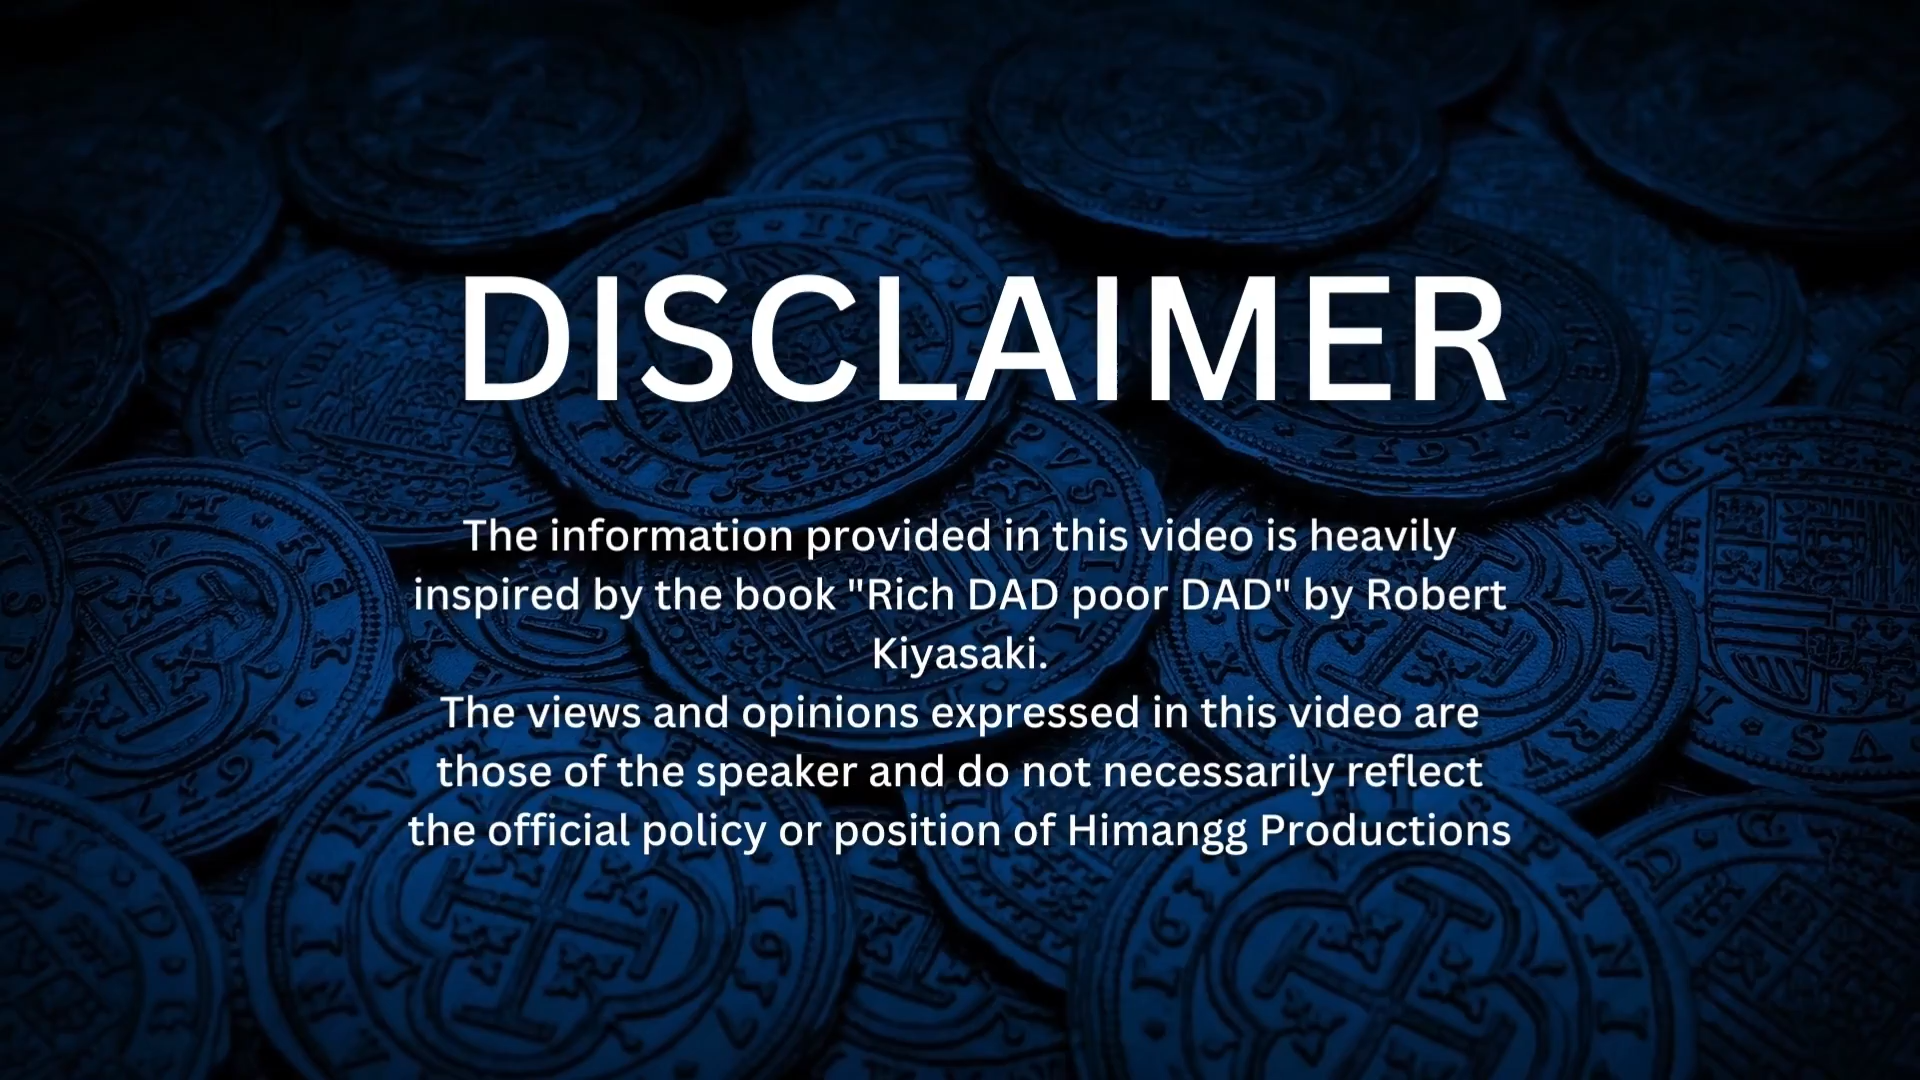 DISCLAIMER
The information provided in this video is heavily
inspired by the book "Rich DAD poor DAD" by Robert
Kiyasaki.
The views and opinions expressed in this video are
those of the speaker and do not necessarily reflect
the official policy or position of Himangg Productions